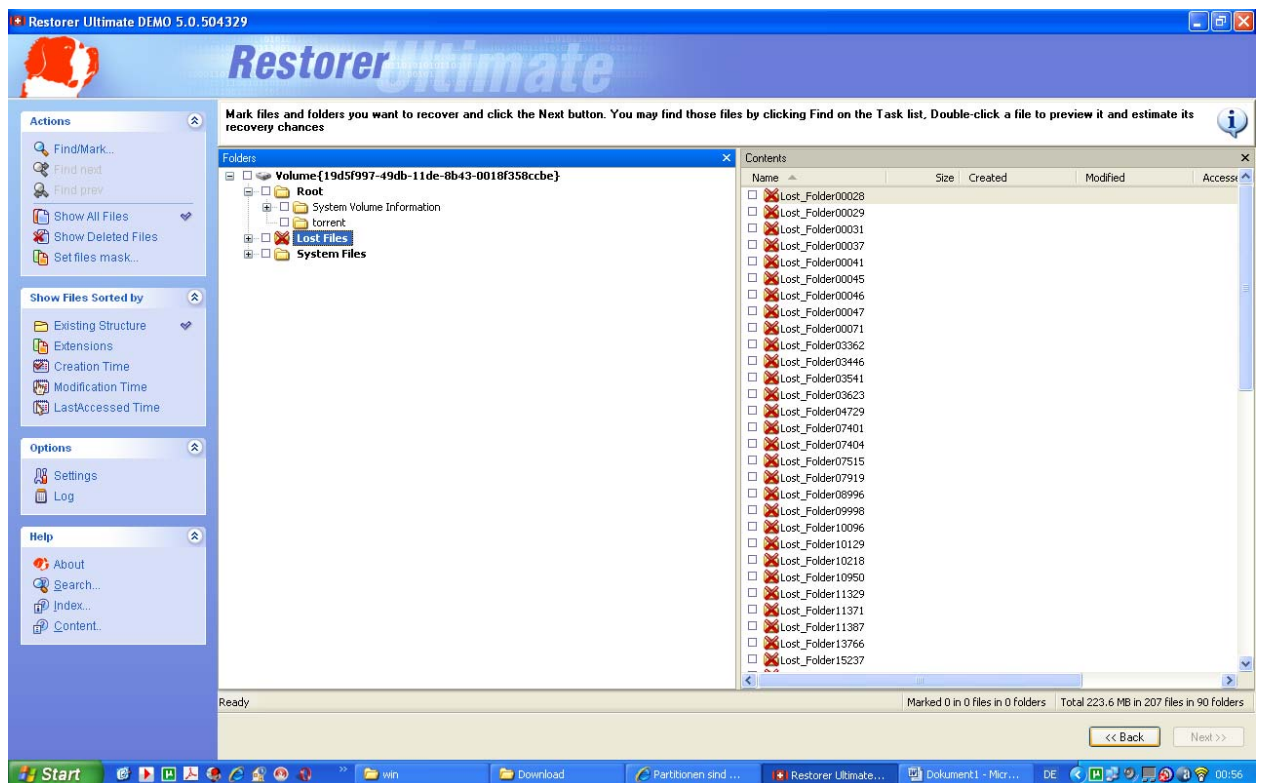 Restorer Ultimate DEMO 5.0.504329
Restorer Ultimate
Mark files and folders you want to recover and click the Next button. You may find those files by clicking Find on the Task list, Double-click a file to preview it and estimate its
recovery chances
Actions
Find/Mark...
Find next
Find prev
Show All Files
Show Deleted Files
Set files mask...
Show Files Sorted by
Existing Structure
Extensions
Creation Time
Modification Time
LastAccessed Time
Options
Settings
Log
Help
About
Search...
Index...
Content..
Folders
Volume{19d5f997-49db-11de-8b43-0018f358ccbe}
Root
System Volume Information
torrent
Lost Files
System Files
Contents
Name Size Created Modified Accesse
Lost_Folder00028
Lost_Folder00029
Lost_Folder00031
Lost_Folder00037
Lost_Folder00041
Lost_Folder00045
Lost_Folder00046
Lost_Folder00047
Lost_Folder00071
Lost_Folder03362
Lost_Folder03446
Lost_Folder03541
Lost_Folder03623
Lost_Folder04729
Lost_Folder07401
Lost_Folder07404
Lost_Folder07515
Lost_Folder07919
Lost_Folder08996
Lost_Folder09998
Lost_Folder10096
Lost_Folder10129
Lost_Folder10218
Lost_Folder10950
Lost_Folder11329
Lost_Folder11371
Lost_Folder11387
Lost_Folder13766
Lost_Folder15237
Ready Marked 0 in 0 files in 0 folders Total 223.6 MB in 207 files in 90 folders
<< Back Next >>
Start win Download Partitionen sind ... Restorer Ultimate... Dokument1 - Micr... DE 00:56